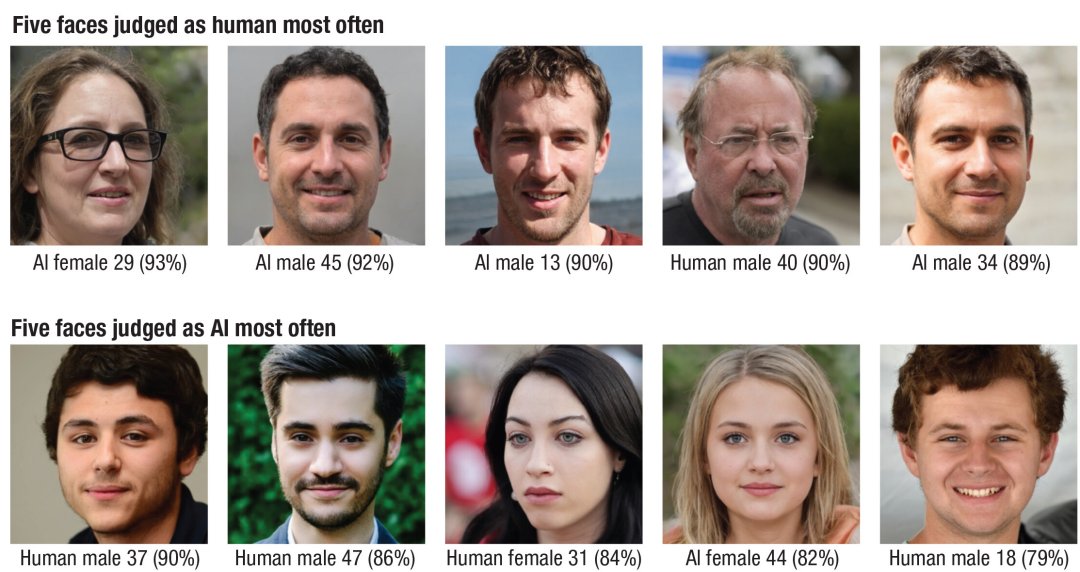 Five faces judged as human most often
AI female 29 (93%)
AI male 45 (92%)
AI male 13 (90%)
Human male 40 (90%)
AI male 34 (89%)
Five faces judged as AI most often
Human male 37 (90%)
Human male 47 (86%)
Human female 31 (84%)
AI female 44 (82%)
Human male 18 (79%)